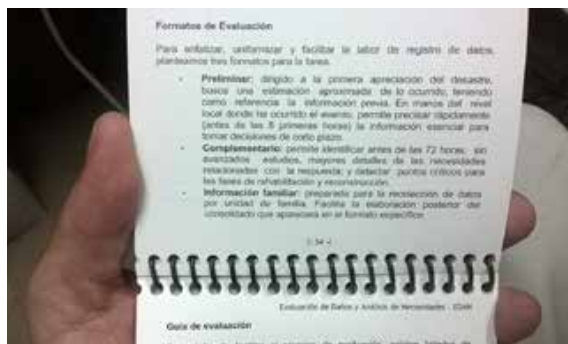 Formatos de Evaluación
Para enfatizar, uniformizar y facilitar la labor de registro de datos,
planteamos tres formatos para la tarea.
- Preliminar: dirigido a la primera apreciación del desastre,
busca una estimación aproximada de lo ocurrido, teniendo
como referencia la información previa. En manos del nivel
local donde ha ocurrido el evento, permite precisar rápidamente
(antes de las 8 primeras horas) la información esencial para
tomar decisiones de corto plazo.
- Complementario: permite identificar antes de las 72 horas, sin
avanzados estudios, mayores detalles de las necesidades
relacionadas con la respuesta; y detectar puntos críticos para
las fases de rehabilitación y reconstrucción.
- Información familiar: preparado para la recolección de datos
por unidad de familia. Facilita la elaboración posterior del
consolidado que aparecerá en el formato específico.
34
Evaluación de Daños y Análisis de Necesidades - EDAN
Guía de evaluación